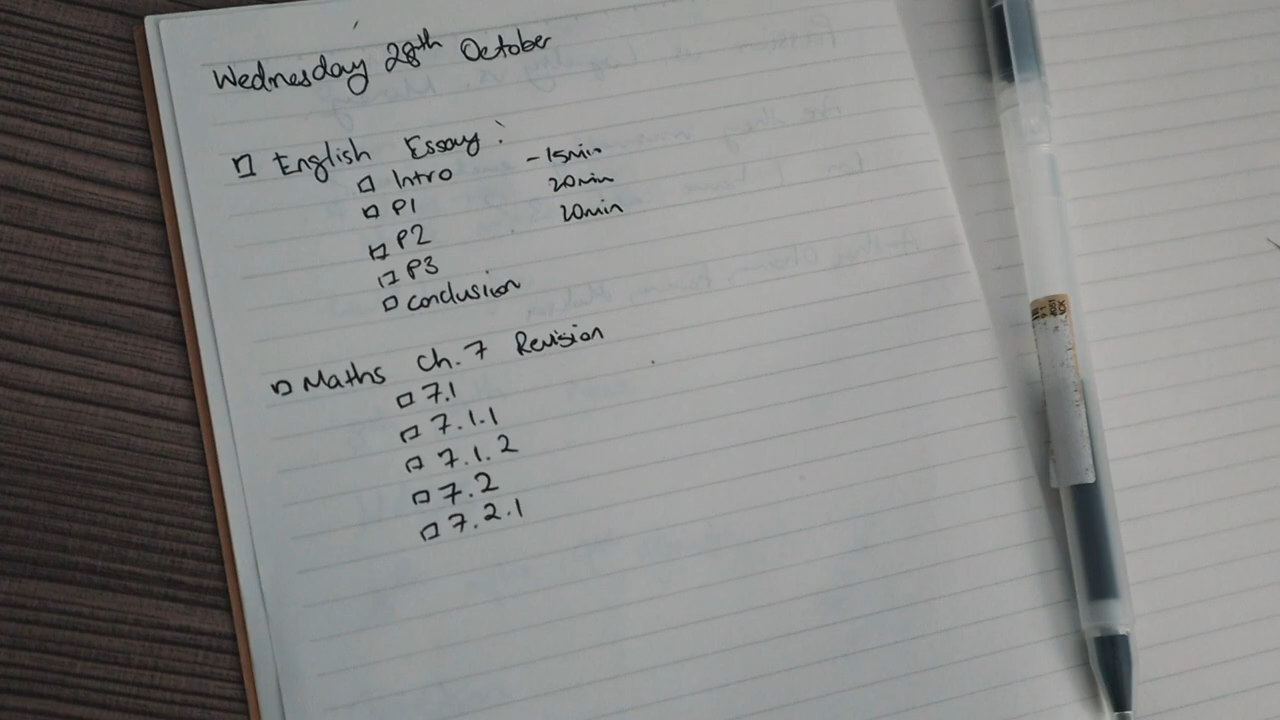 Wednesday 28th October
English Essay:
Intro -15min
P1 20min
P2 20min
P3
Conclusion
Maths Ch. 7 Revision
7.1
7.1.1
7.1.2
7.2
7.2.1